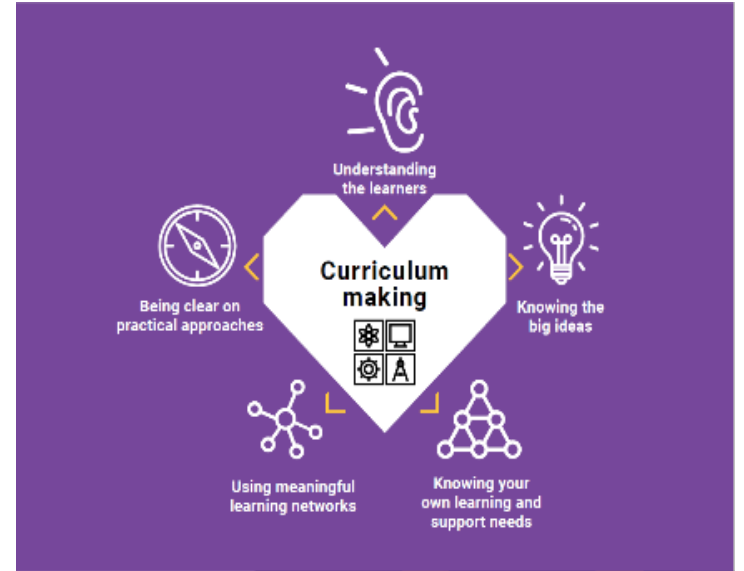 Understanding
the learners
Curriculum
making
Being clear on
practical approaches
Knowing the
big ideas
Using meaningful
learning networks
Knowing your
own learning and
support needs